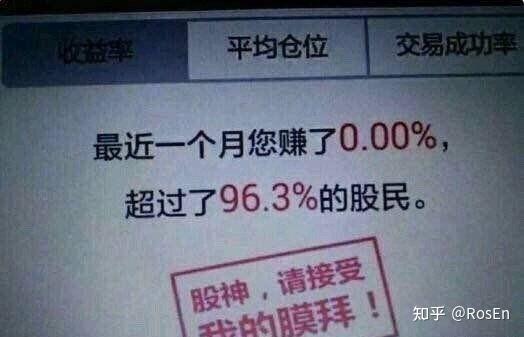 收益率 平均仓位 交易成功率
最近一个月您赚了0.00%，
超过了96.3%的股民。
股神，请接受
我的膜拜！
知乎 @RosEn